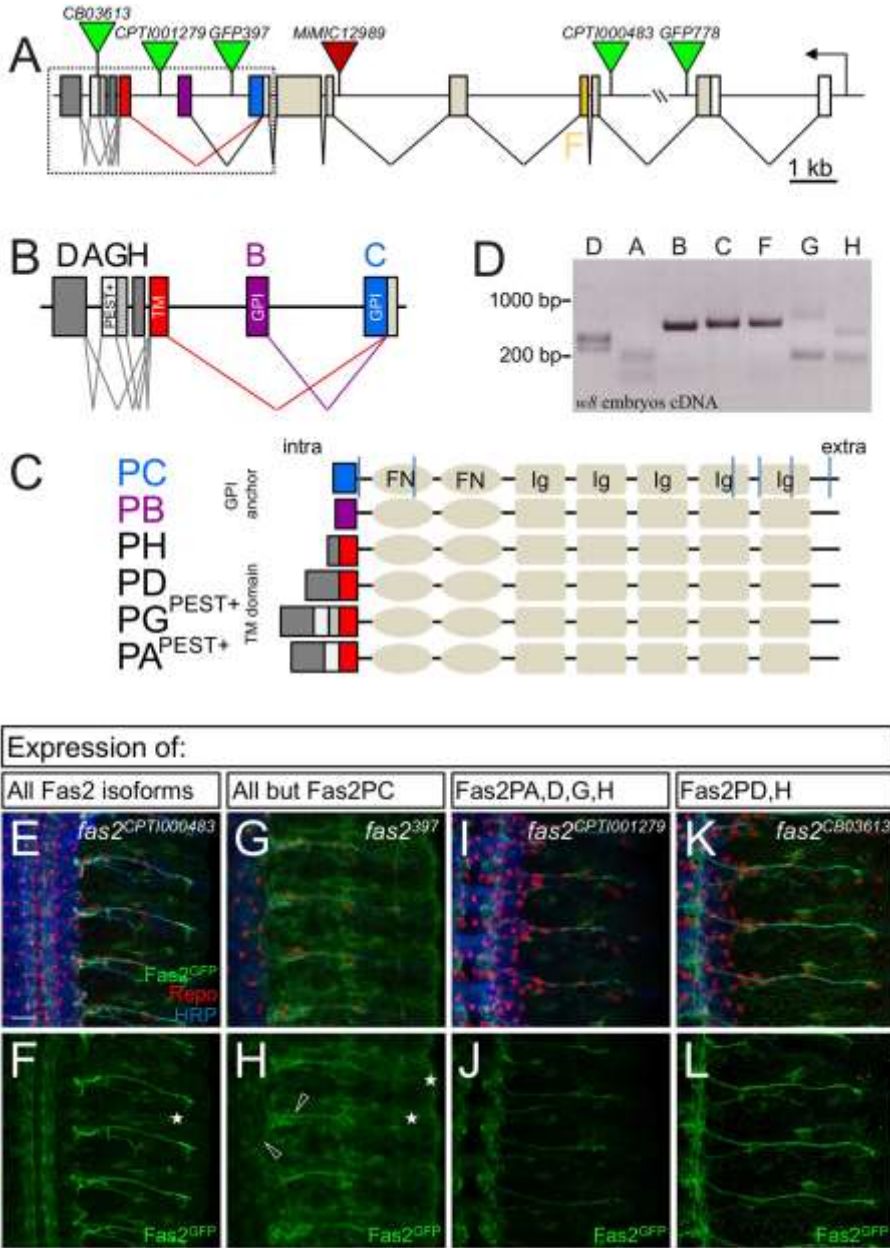 CB03613
CPTI001279 GFP397 MiMIC12989 CPTI000483 GFP778
A
F
1 kb
B
DAGH B C
PEST+ TM GPI GPI
D
D A B C F G H
1000 bp-
200 bp-
w8 embryos cDNA
C
intra extra
PC GPI anchor FN FN Ig Ig Ig Ig Ig
PB
PH TM domain
PD
PG PEST+
PA PEST+
Expression of:
All Fas2 isoforms All but Fas2PC Fas2PA,D,G,H Fas2PD,H
E fas2CPTI000483 G fas2397 I fas2CPTI001279 K fas2CB03613
Fas2GFP
Repo
HRP
F H J L
Fas2GFP Fas2GFP Fas2GFP Fas2GFP